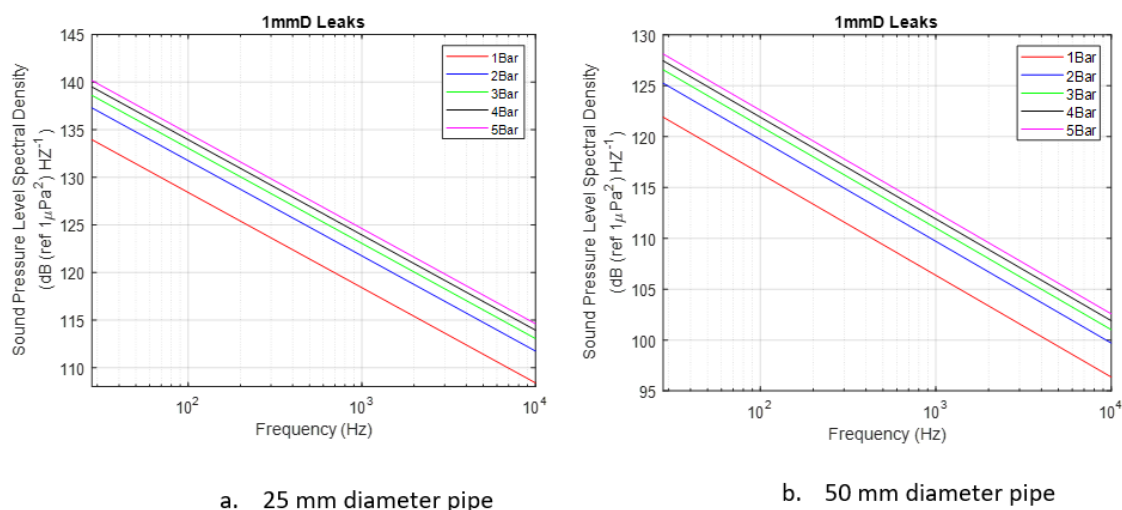 1mmD Leaks
145
140
135
130
125
120
115
110
10²
10³
10⁴
Sound Pressure Level Spectral Density
(dB (ref 1μPa²) HZ⁻¹)
Frequency (Hz)
1Bar
2Bar
3Bar
4Bar
5Bar
a. 25 mm diameter pipe
1mmD Leaks
130
125
120
115
110
105
100
95
10²
10³
10⁴
Sound Pressure Level Spectral Density
(dB (ref 1μPa²) HZ⁻¹
Frequency (Hz)
1Bar
2Bar
3Bar
4Bar
5Bar
b. 50 mm diameter pipe